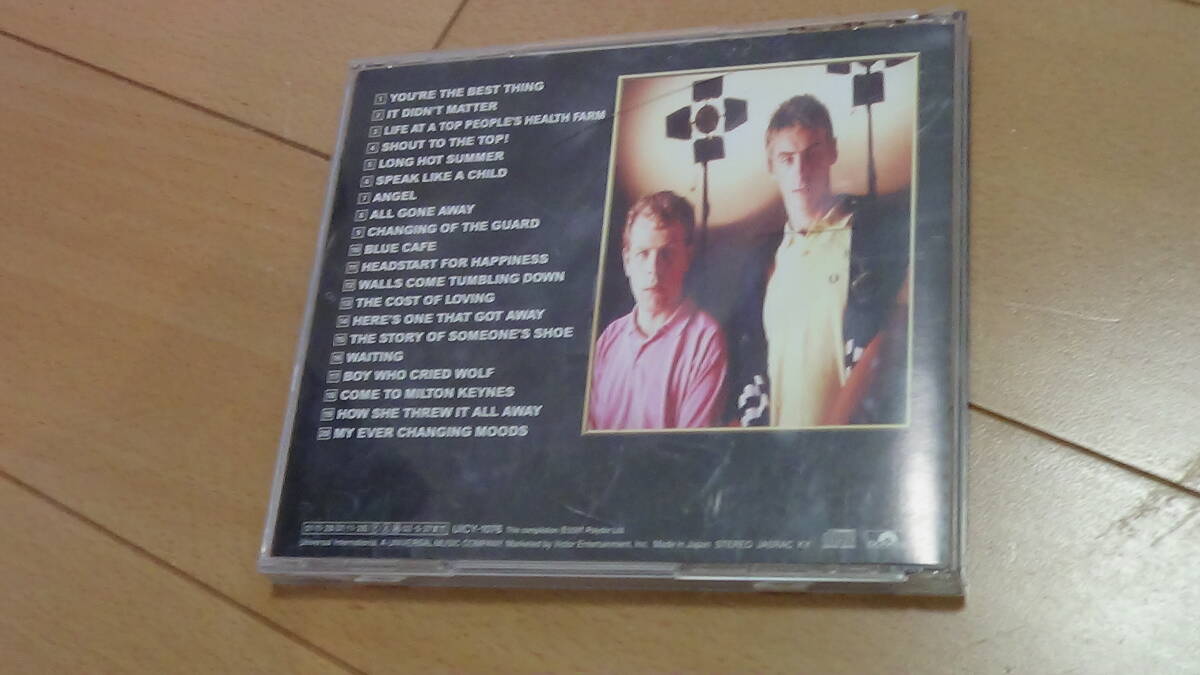 1 YOU'RE THE BEST THING
2 IT DIDN'T MATTER
3 LIFE AT A TOP PEOPLE'S HEALTH FARM
4 SHOUT TO THE TOP!
5 LONG HOT SUMMER
6 SPEAK LIKE A CHILD
7 ANGEL
8 ALL GONE AWAY
9 CHANGING OF THE GUARD
10 BLUE CAFE
11 HEADSTART FOR HAPPINESS
12 WALLS COME TUMBLING DOWN
13 THE COST OF LOVING
14 HERE'S ONE THAT GOT AWAY
15 THE STORY OF SOMEONE'S SHOE
16 WAITING
17 BOY WHO CRIED WOLF
18 COME TO MILTON KEYNES
19 HOW SHE THREW IT ALL AWAY
20 MY EVER CHANGING MOODS
UICY-1078 This compilation Polydor Ltd.
Universal International. A UNIVERSAL MUSIC COMPANY. Marketed by Victor Entertainment, Inc. Made in Japan STEREO JASRAC